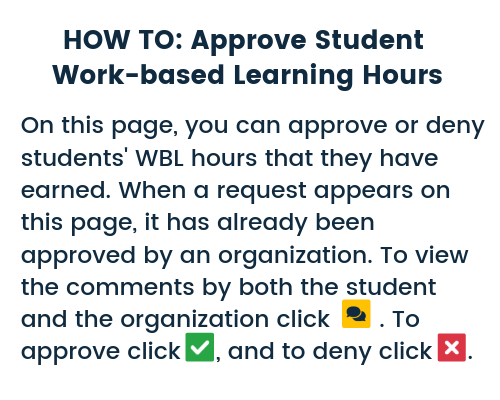 HOW TO: Approve Student
Work-based Learning Hours
On this page, you can approve or deny
students' WBL hours that they have
earned. When a request appears on
this page, it has already been
approved by an organization. To view
the comments by both the student
and the organization click . To
approve click , and to deny click .